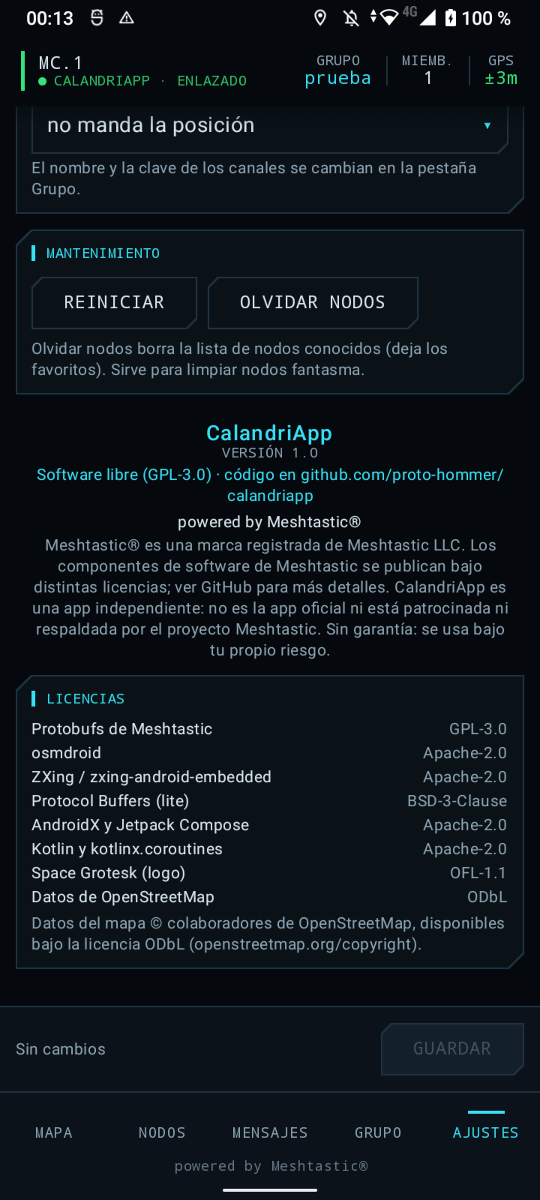 00:13 4G 100 %
MC.1 GRUPO MIEMB. GPS
CALANDRIAPP · ENLAZADO prueba 1 ±3m
no manda la posición
El nombre y la clave de los canales se cambian en la pestaña
Grupo.
MANTENIMIENTO
REINICIAR OLVIDAR NODOS
Olvidar nodos borra la lista de nodos conocidos (deja los
favoritos). Sirve para limpiar nodos fantasma.
CalandriApp
VERSIÓN 1.0
Software libre (GPL-3.0) · código en github.com/proto-hommer/
calandriapp
powered by Meshtastic®
Meshtastic® es una marca registrada de Meshtastic LLC. Los
componentes de software de Meshtastic se publican bajo
distintas licencias; ver GitHub para más detalles. CalandriApp es
una app independiente: no es la app oficial ni está patrocinada ni
respaldada por el proyecto Meshtastic. Sin garantía: se usa bajo
tu propio riesgo.
LICENCIAS
Protobufs de Meshtastic GPL-3.0
osmdroid Apache-2.0
ZXing / zxing-android-embedded Apache-2.0
Protocol Buffers (lite) BSD-3-Clause
AndroidX y Jetpack Compose Apache-2.0
Kotlin y kotlinx.coroutines Apache-2.0
Space Grotesk (logo) OFL-1.1
Datos de OpenStreetMap ODbL
Datos del mapa © colaboradores de OpenStreetMap, disponibles
bajo la licencia ODbL (openstreetmap.org/copyright).
Sin cambios GUARDAR
MAPA NODOS MENSAJES GRUPO AJUSTES
powered by Meshtastic®